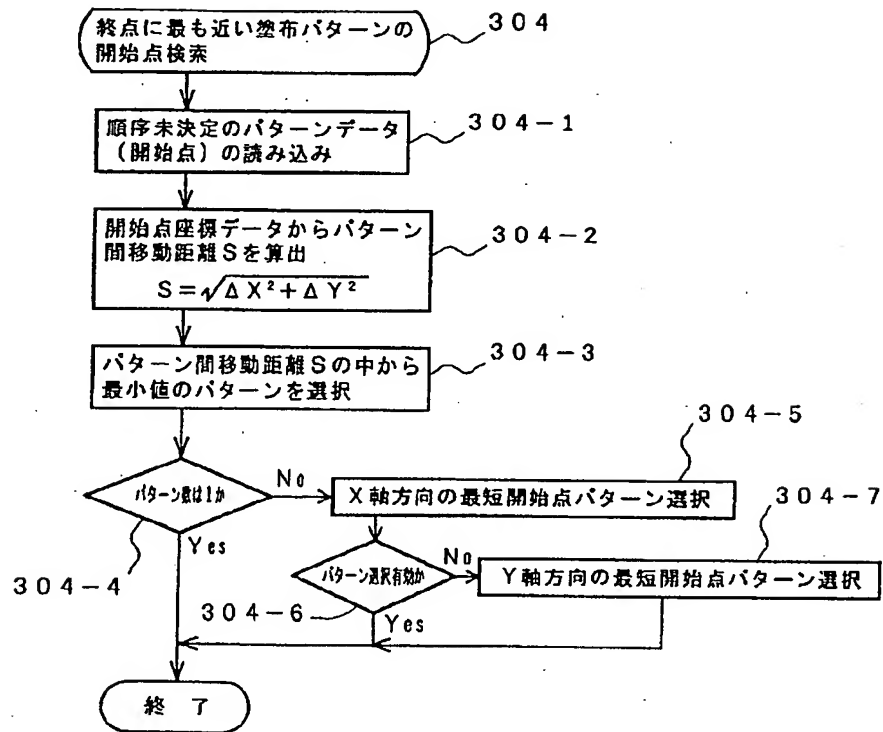 終点に最も近い塗布パターンの
開始点検索
304
順序未決定のパターンデータ
(開始点)の読み込み
304-1
開始点座標データからパターン
間移動距離Sを算出
S=√ΔX²+ΔY²
304-2
パターン間移動距離Sの中から
最小値のパターンを選択
304-3
パターン数は1か
No
Yes
304-4
X軸方向の最短開始点パターン選択
304-5
パターン選択有効か
No
Yes
304-6
Y軸方向の最短開始点パターン選択
304-7
終了